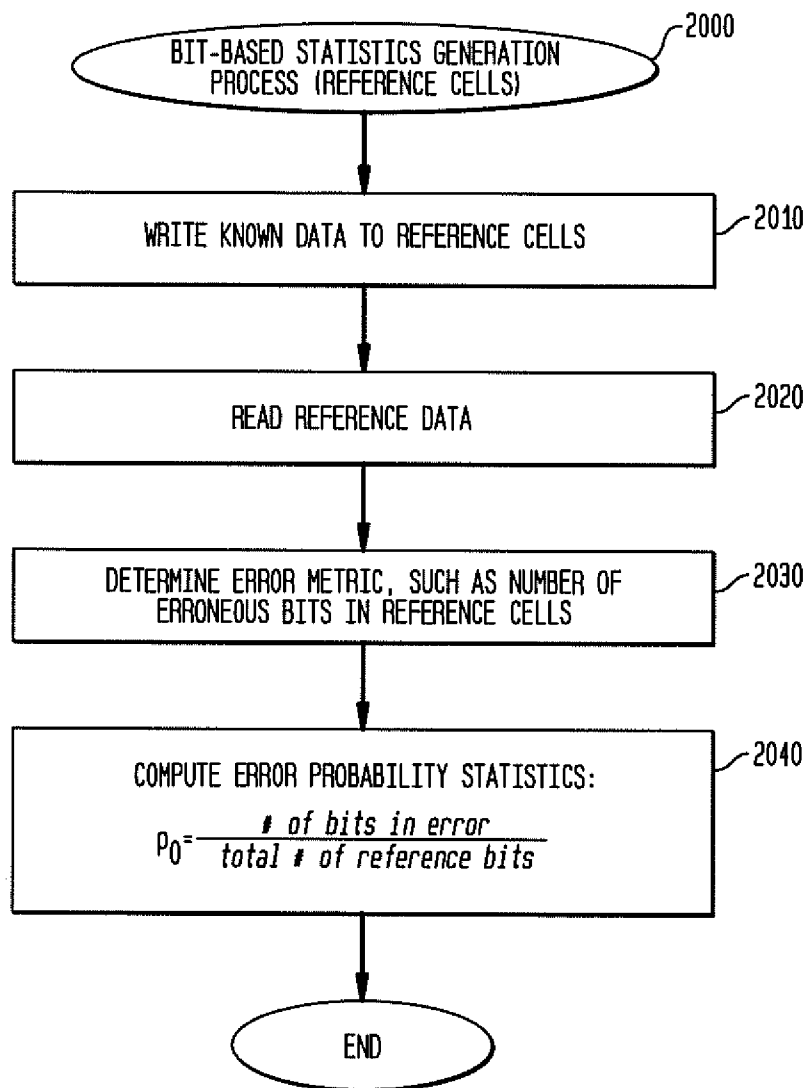 2000
BIT-BASED STATISTICS GENERATION
PROCESS (REFERENCE CELLS)
2010
WRITE KNOWN DATA TO REFERENCE CELLS
2020
READ REFERENCE DATA
2030
DETERMINE ERROR METRIC, SUCH AS NUMBER OF
ERRONEOUS BITS IN REFERENCE CELLS
2040
COMPUTE ERROR PROBABILITY STATISTICS:
p0= # of bits in error
total # of reference bits
END